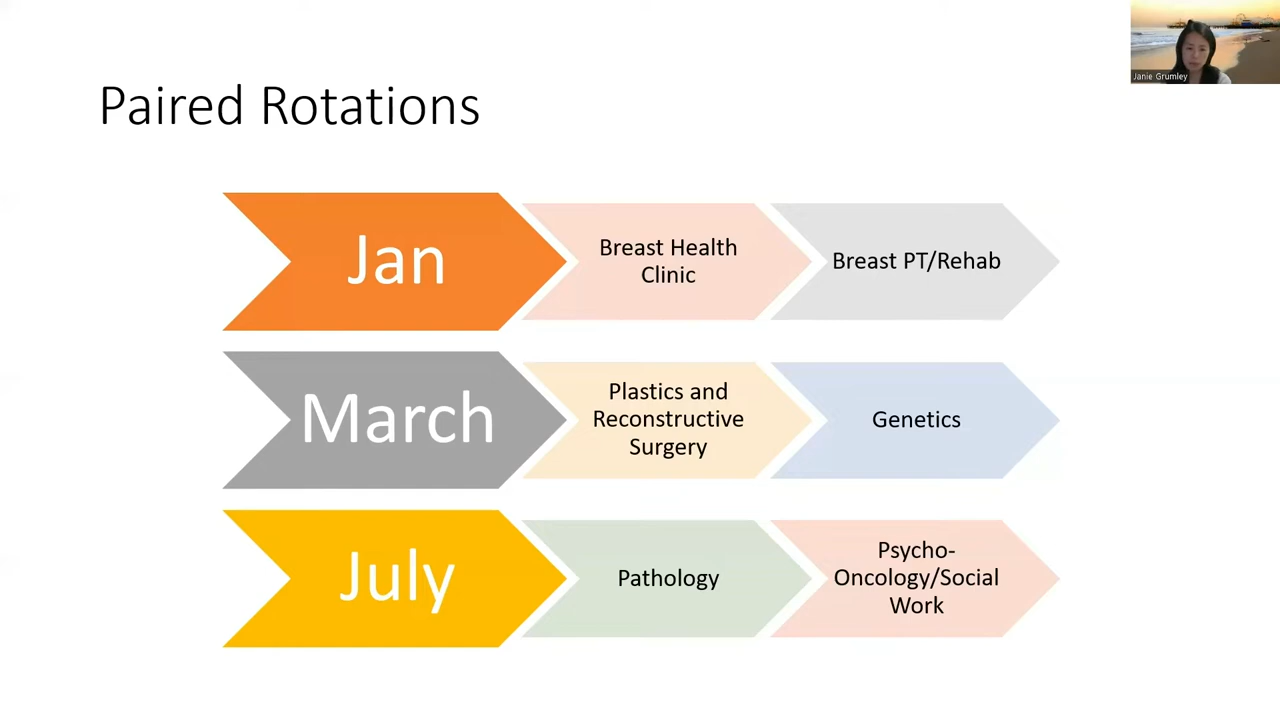 Janie Grumley
Paired Rotations
Jan
Breast Health
Clinic
Breast PT/Rehab
March
Plastics and
Reconstructive
Surgery
Genetics
July
Pathology
Psycho-
Oncology/Social
Work